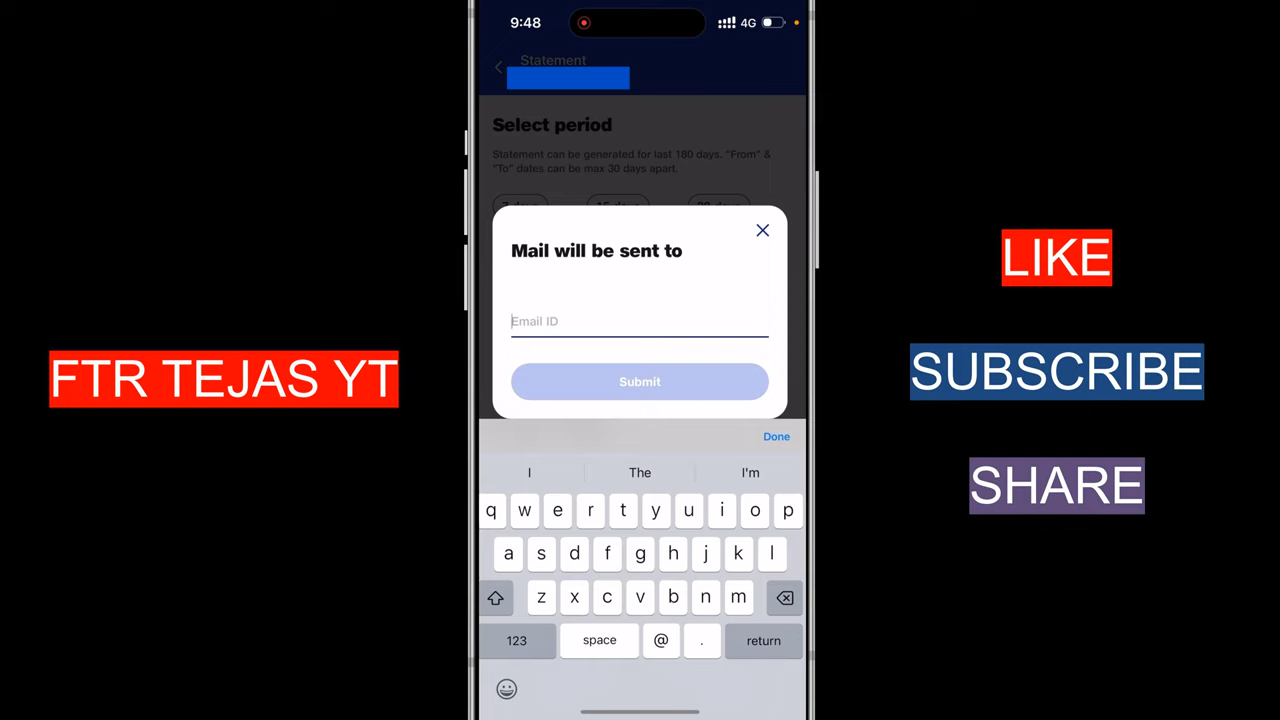 9:48
4G
Statement
Select period
Statement can be generated for last 180 days. "From" &
"To" dates can be max 30 days apart.
Mail will be sent to
Email ID
Submit
Done
I The I'm
q w e r t y u i o p
a s d f g h j k l
z x c v b n m
123 space @ . return
FTR TEJAS YT
LIKE
SUBSCRIBE
SHARE